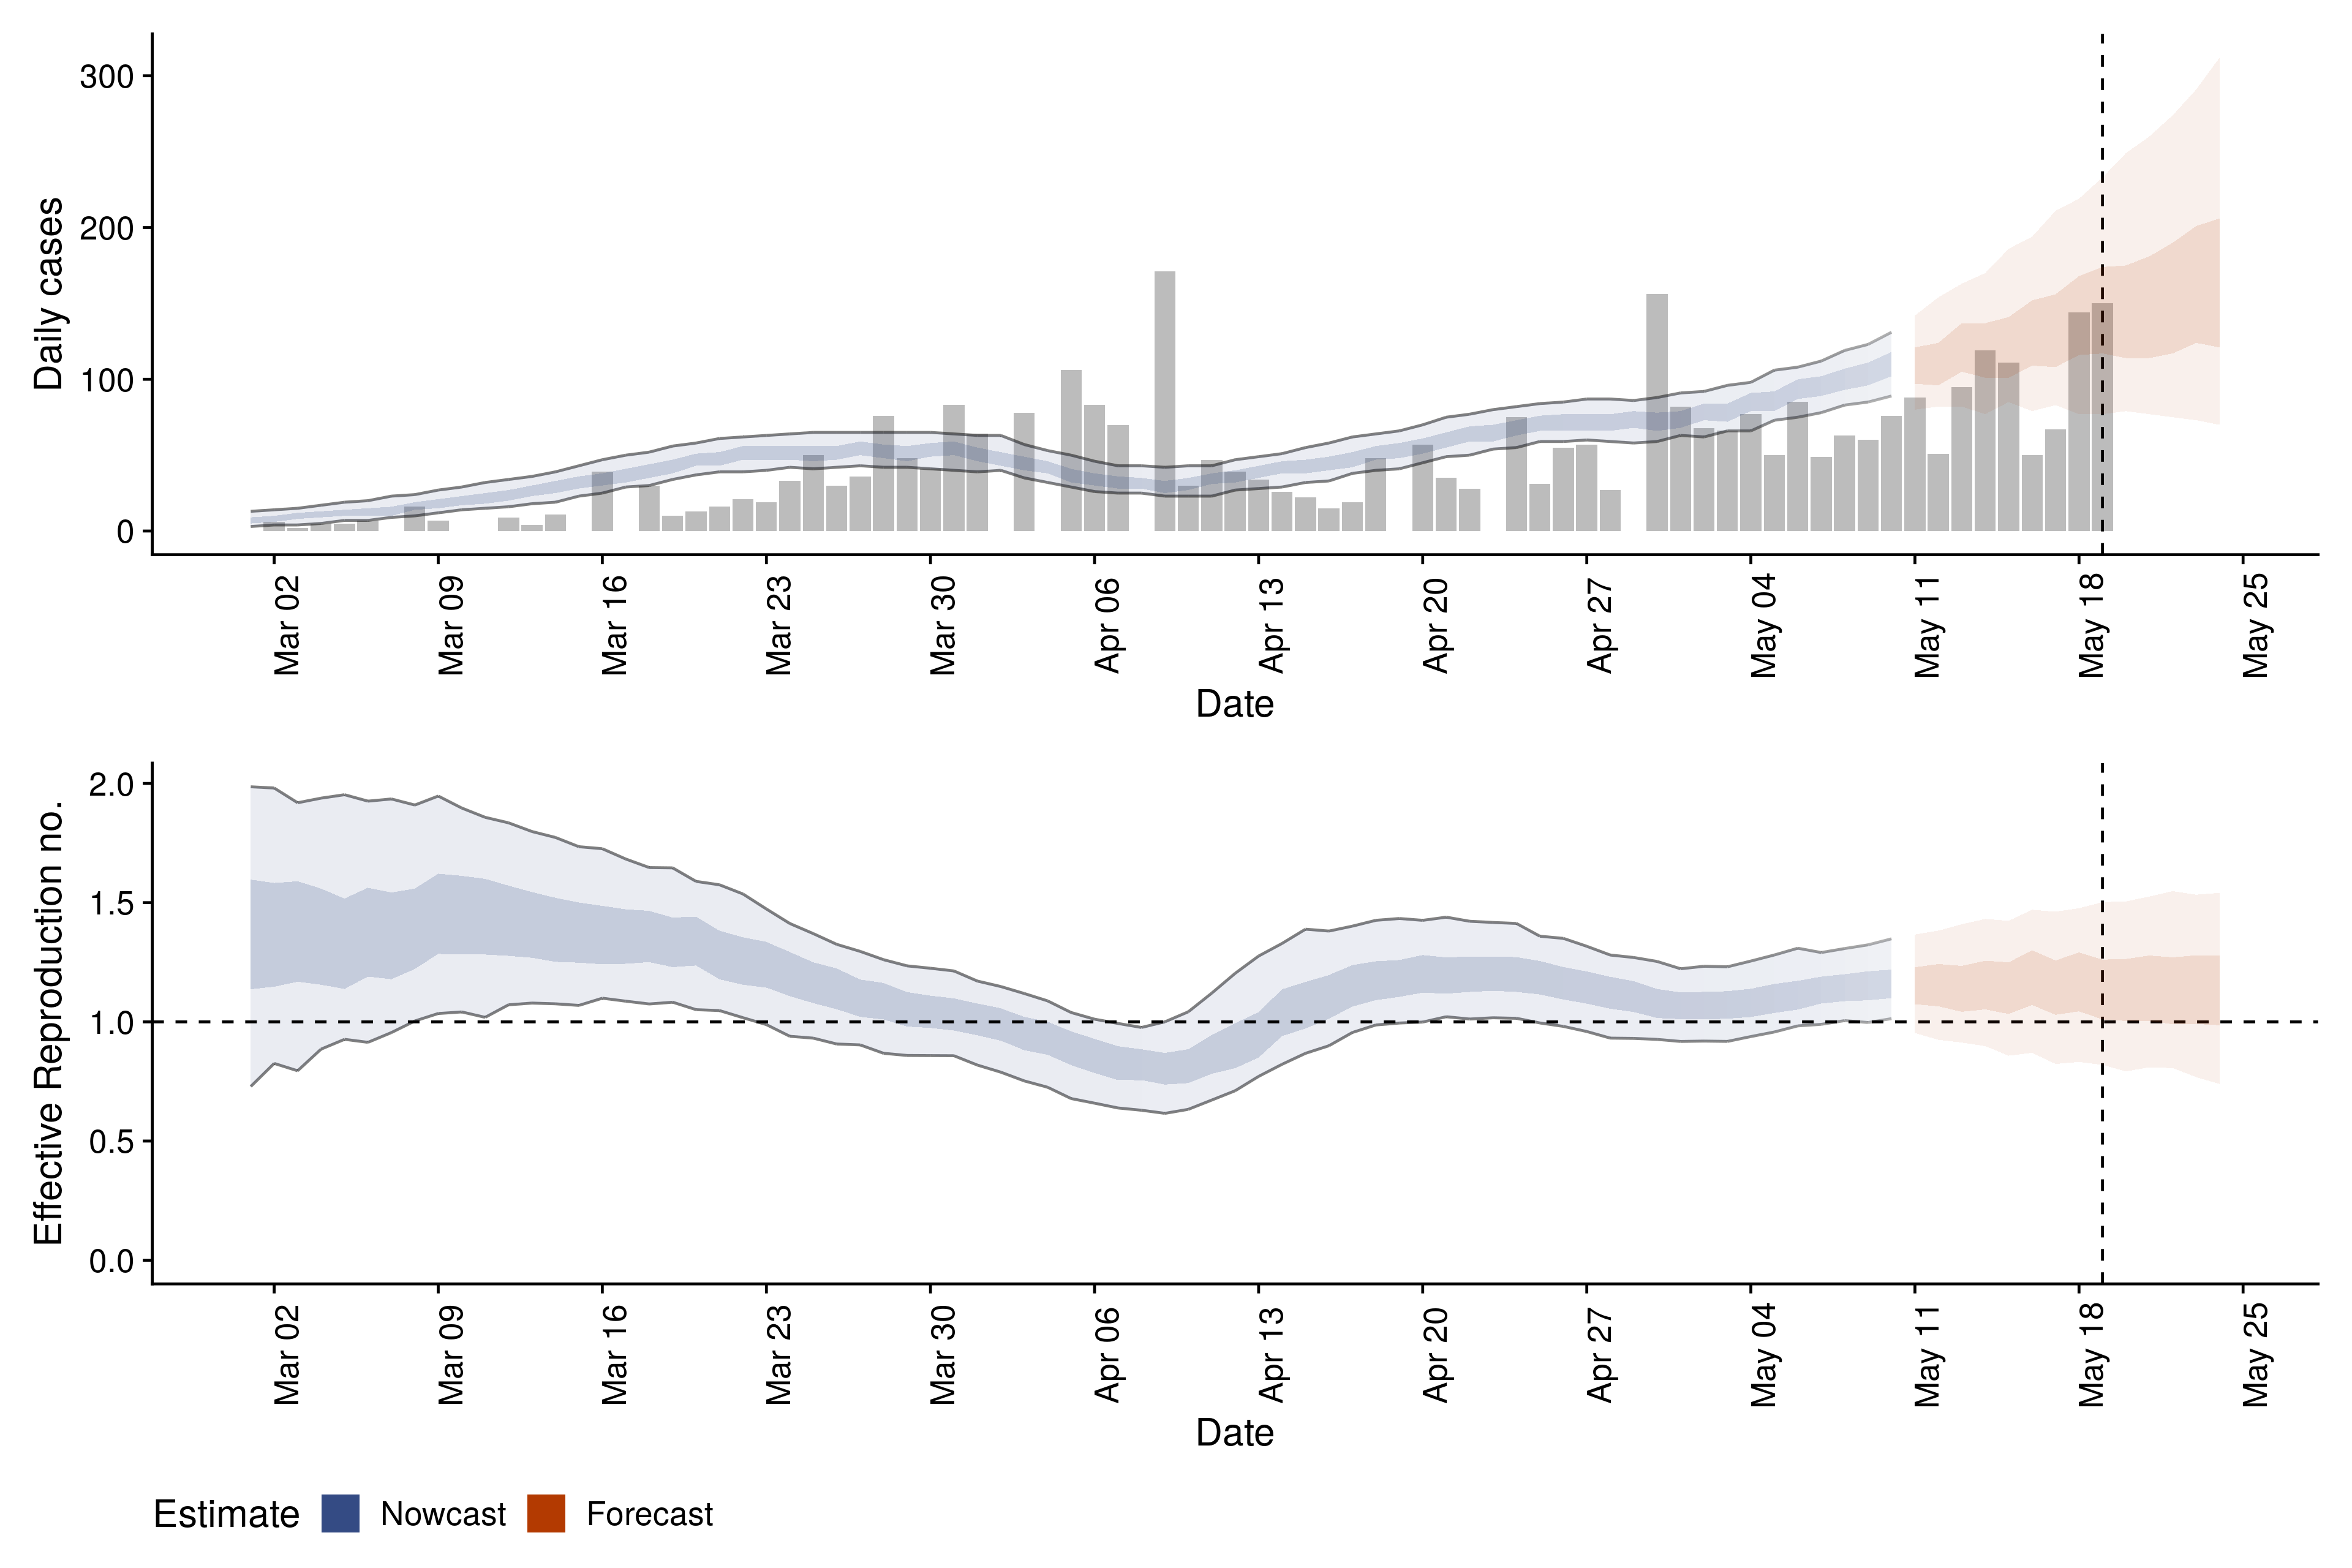 300
200
100
0
Daily cases
Mar 02
Mar 09
Mar 16
Mar 23
Mar 30
Apr 06
Apr 13
Apr 20
Apr 27
May 04
May 11
May 18
May 25
Date
2.0
1.5
1.0
0.5
0.0
Effective Reproduction no.
Mar 02
Mar 09
Mar 16
Mar 23
Mar 30
Apr 06
Apr 13
Apr 20
Apr 27
May 04
May 11
May 18
May 25
Date
Estimate Nowcast Forecast